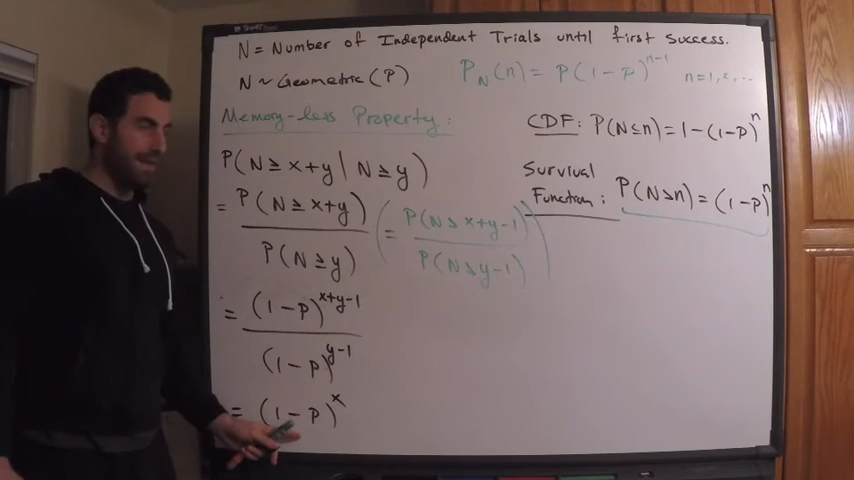 N = Number of Independent Trials until first success.
N ~ Geometric (P)
P_N(n) = P(1-P)^{n-1} n=1,2,...
Memory-less Property:
P(N ≥ x+y | N ≥ y)
= P(N ≥ x+y) / P(N ≥ y) ( = P(N > x+y-1) / P(N > y-1) )
= (1-P)^{x+y-1} / (1-P)^{y-1}
= (1-P)^x
CDF: P(N ≤ n) = 1-(1-P)^n
Survival
Function: P(N > n) = (1-P)^n